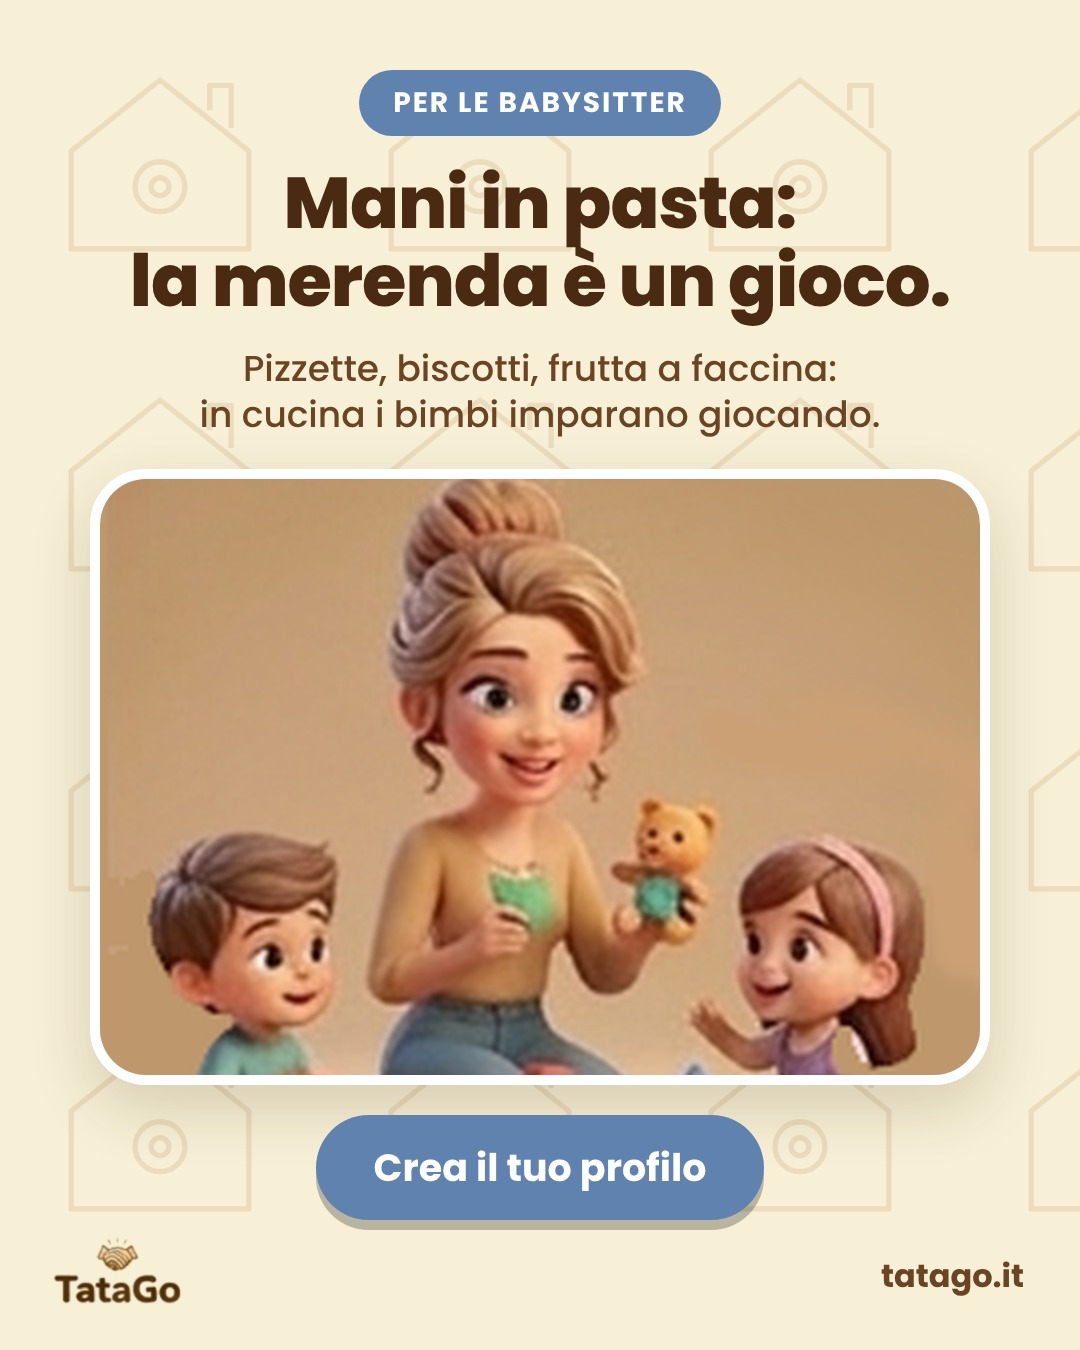 PER LE BABYSITTER
Mani in pasta:
la merenda è un gioco.
Pizzette, biscotti, frutta a faccina:
in cucina i bimbi imparano giocando.
Crea il tuo profilo
TataGo
tatago.it